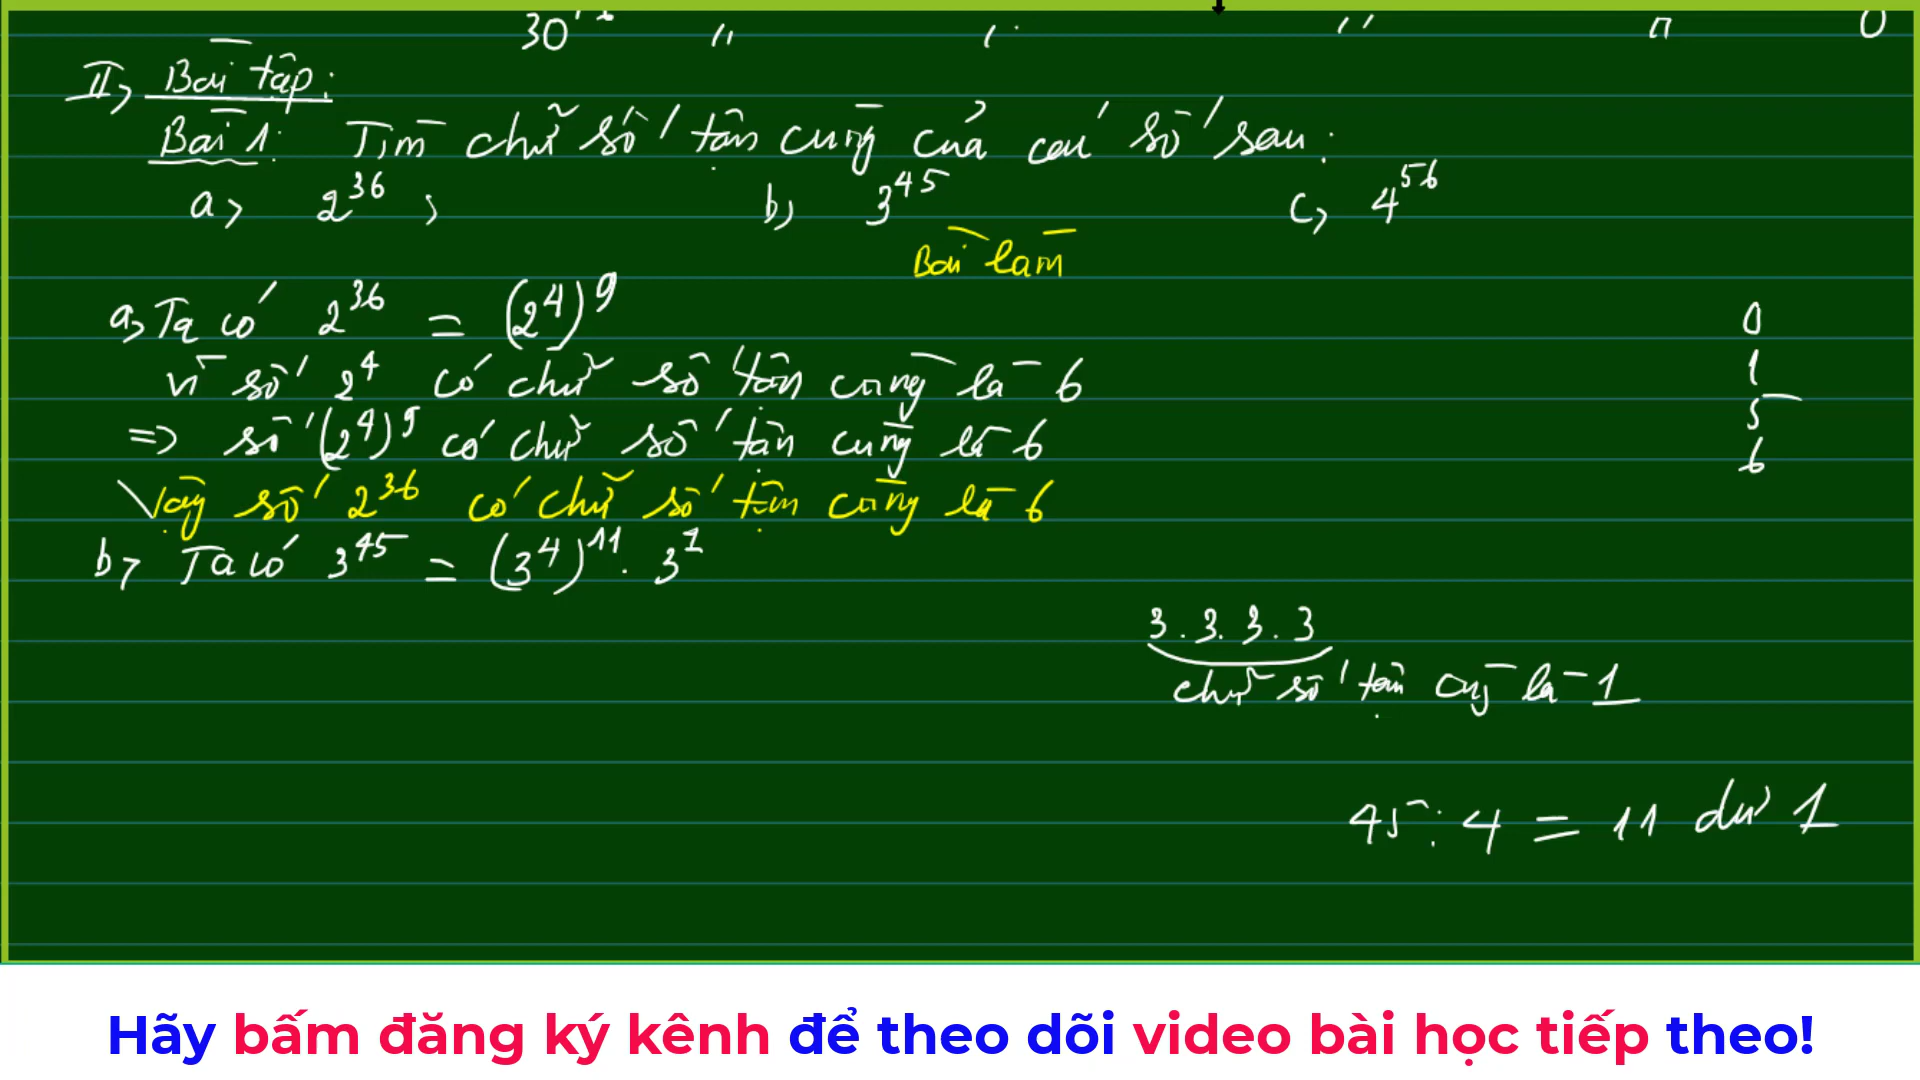 30
II, Bài tập:
Bài 1: Tìm chữ số tận cùng của các số sau:
a, 2^36; b, 3^45 c, 4^56
Bài làm
a, Ta có 2^36 = (2^4)^9
vì số 2^4 có chữ số tận cùng là 6
=> số (2^4)^9 có chữ số tận cùng là 6
Vậy số 2^36 có chữ số tận cùng là 6
b, Ta có 3^45 = (3^4)^11 . 3^1
0
1
5
6
3.3.3.3
chữ số tận cùng là 1
45 : 4 = 11 dư 1
Hãy bấm đăng ký kênh để theo dõi video bài học tiếp theo!